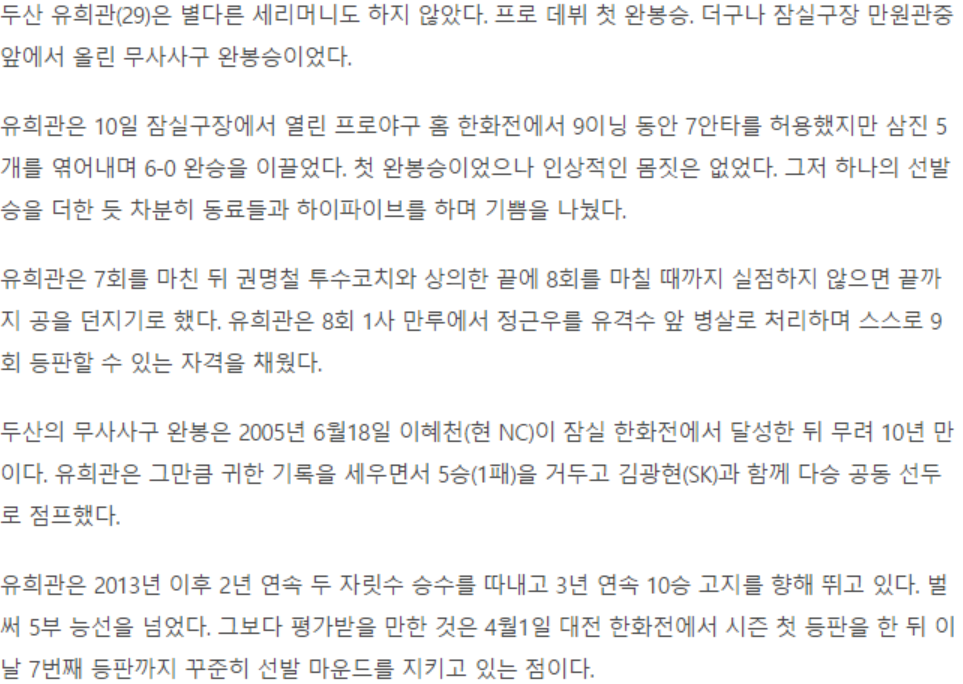 두산 유희관(29)은 별다른 세리머니도 하지 않았다. 프로 데뷔 첫 완봉승. 더구나 잠실구장 만원관중
앞에서 올린 무사사구 완봉승이었다.
유희관은 10일 잠실구장에서 열린 프로야구 홈 한화전에서 9이닝 동안 7안타를 허용했지만 삼진 5
개를 엮어내며 6-0 완승을 이끌었다. 첫 완봉승이었으나 인상적인 몸짓은 없었다. 그저 하나의 선발
승을 더한 듯 차분히 동료들과 하이파이브를 하며 기쁨을 나눴다.
유희관은 7회를 마친 뒤 권명철 투수코치와 상의한 끝에 8회를 마칠 때까지 실점하지 않으면 끝까
지 공을 던지기로 했다. 유희관은 8회 1사 만루에서 정근우를 유격수 앞 병살로 처리하며 스스로 9
회 등판할 수 있는 자격을 채웠다.
두산의 무사사구 완봉은 2005년 6월18일 이혜천(현 NC)이 잠실 한화전에서 달성한 뒤 무려 10년 만
이다. 유희관은 그만큼 귀한 기록을 세우면서 5승(1패)을 거두고 김광현(SK)과 함께 다승 공동 선두
로 점프했다.
유희관은 2013년 이후 2년 연속 두 자릿수 승수를 따내고 3년 연속 10승 고지를 향해 뛰고 있다. 벌
써 5부 능선을 넘었다. 그보다 평가받을 만한 것은 4월1일 대전 한화전에서 시즌 첫 등판을 한 뒤 이
날 7번째 등판까지 꾸준히 선발 마운드를 지키고 있는 점이다.